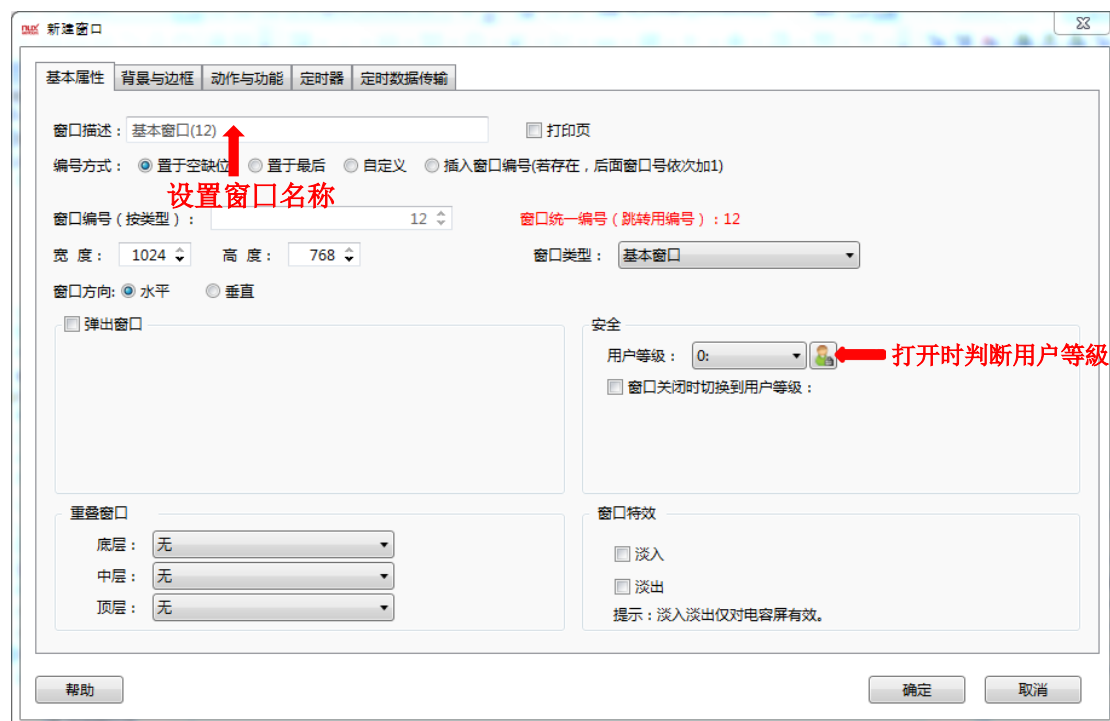 新建窗口
基本属性 背景与边框 动作与功能 定时器 定时数据传输
窗口描述： 基本窗口(12) 打印页
编号方式： 置于空缺位 置于最后 自定义 插入窗口编号(若存在，后面窗口号依次加1)
设置窗口名称
窗口编号（按类型）： 12 窗口统一编号（跳转用编号）：12
宽 度： 1024 高 度： 768 窗口类型： 基本窗口
窗口方向: 水平 垂直
弹出窗口 安全
用户等级： 0: 打开时判断用户等級
窗口关闭时切换到用户等级：
重叠窗口 窗口特效
底层： 无
淡入
中层： 无
淡出
顶层： 无
提示：淡入淡出仅对电容屏有效。
帮助 确定 取消